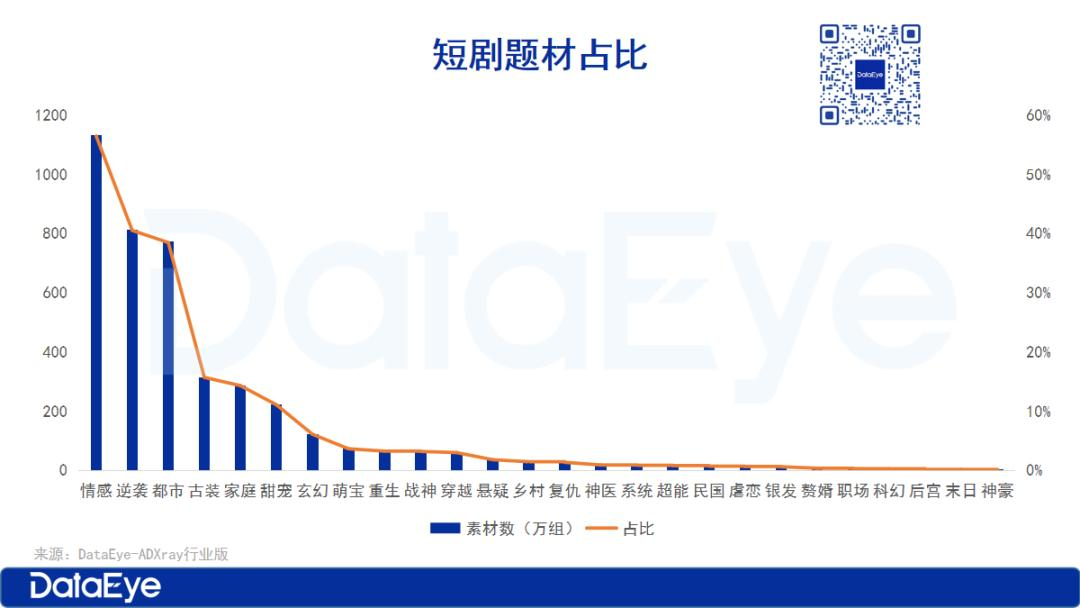 短剧题材占比
DataEye
1200
1000
800
600
400
200
0
60%
50%
40%
30%
20%
10%
0%
DataEye
情感 逆袭 都市 古装 家庭 甜宠 玄幻 萌宝 重生 战神 穿越 悬疑 乡村 复仇 神医 系统 超能 民国 虐恋 银发 赘婿 职场 科幻 后宫 末日 神豪
素材数（万组） 占比
来源：DataEye-ADXray行业版
DataEye